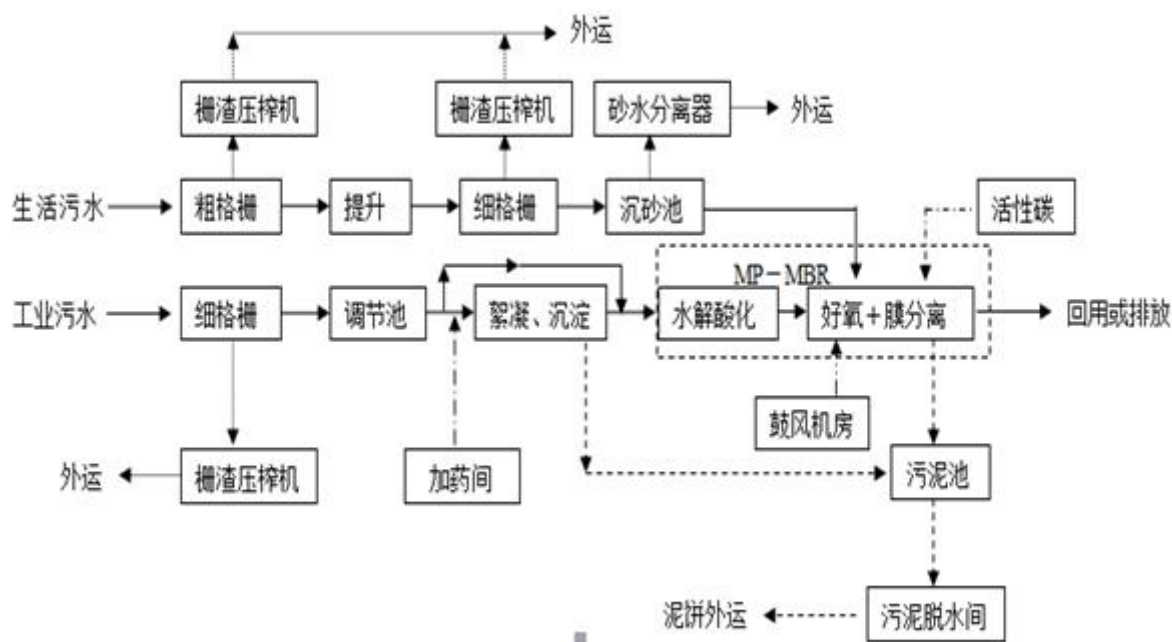 外运
栅渣压榨机
栅渣压榨机
砂水分离器
外运
生活污水
粗格栅
提升
细格栅
沉砂池
活性碳
MP-MBR
工业污水
细格栅
调节池
絮凝、沉淀
水解酸化
好氧+膜分离
回用或排放
鼓风机房
外运
栅渣压榨机
加药间
污泥池
泥饼外运
污泥脱水间